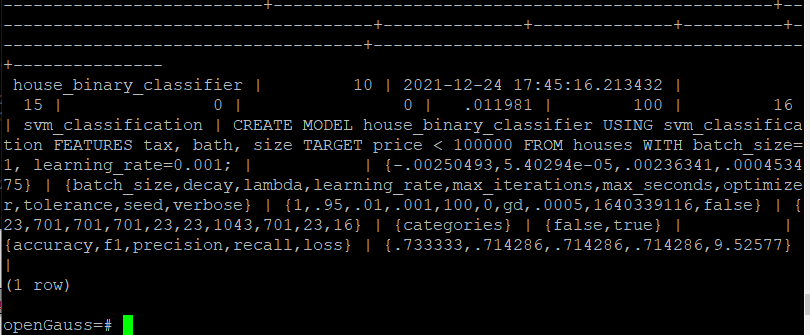 --------------------------+---------------------------------------------------+--
-------------------------------------+--------------+--------------+----------+-
------------------------------------+-------------------------------------------
+---------------
 house_binary_classifier |         10 | 2021-12-24 17:45:16.213432 |
  15 |              0 |                0 |  .011981 |        100 |        16
| svm_classification | CREATE MODEL house_binary_classifier USING svm_classifica
tion FEATURES tax, bath, size TARGET price < 100000 FROM houses WITH batch_size=
1, learning_rate=0.001; |           | {-.00250493,5.40294e-05,.00236341,.0004534
75} | {batch_size,decay,lambda,learning_rate,max_iterations,max_seconds,optimize
r,tolerance,seed,verbose} | {1,.95,.01,.001,100,0,gd,.0005,1640339116,false} | {
23,701,701,701,23,23,1043,701,23,16} | {categories} | {false,true} |          |
{accuracy,f1,precision,recall,loss} | {.733333,.714286,.714286,.714286,9.52577}
|
(1 row)
openGauss=#